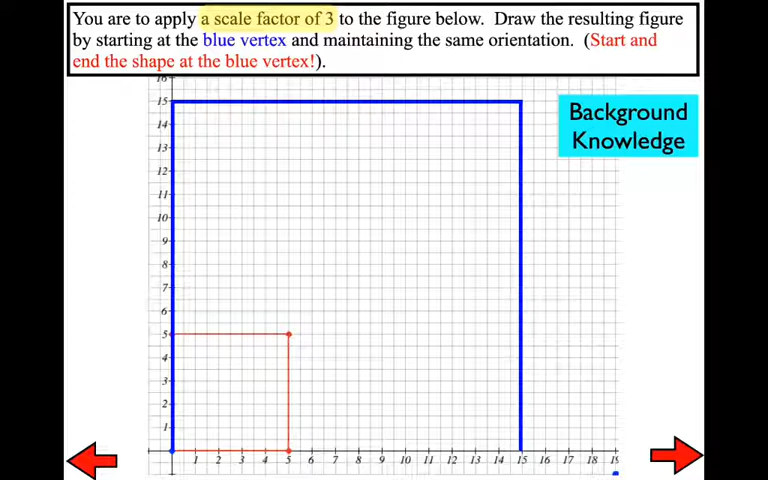 You are to apply a scale factor of 3 to the figure below. Draw the resulting figure
by starting at the blue vertex and maintaining the same orientation. (Start and
end the shape at the blue vertex!).
Background
Knowledge
16
15
14
13
12
11
10
9
8
7
6
5
4
3
2
1
1 2 3 4 5 6 7 8 9 10 11 12 13 14 15 16 17 18